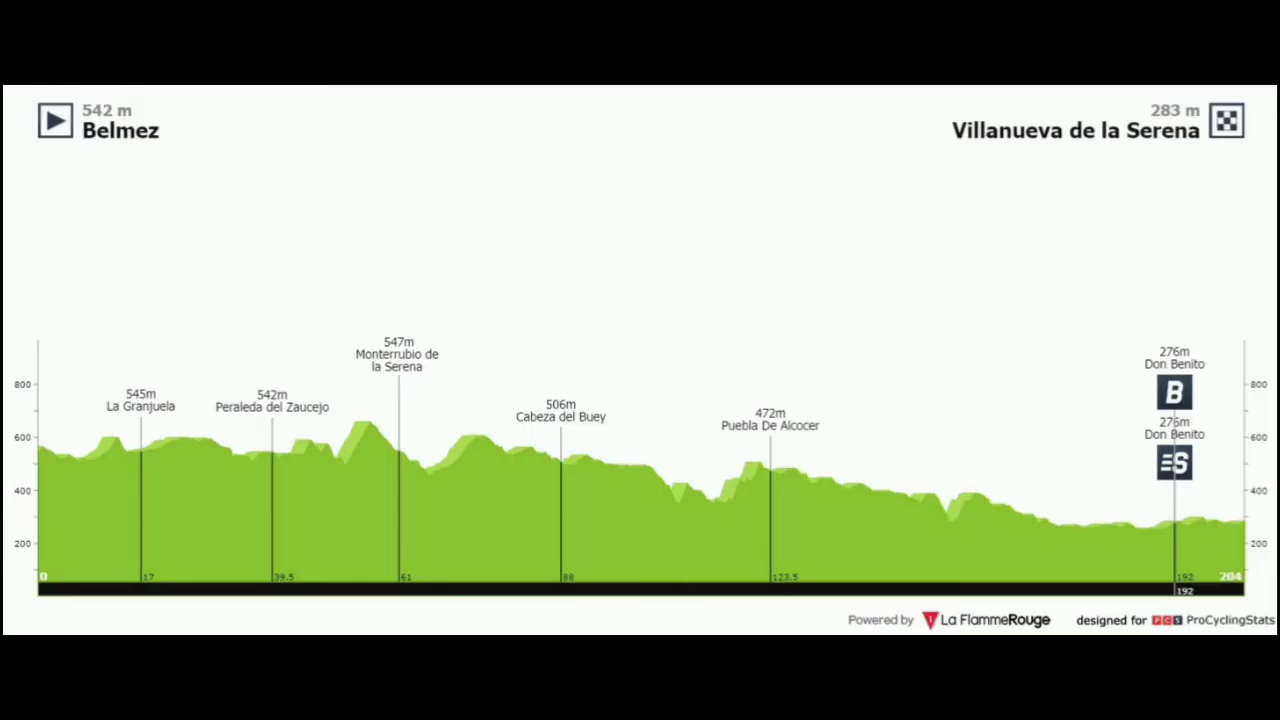 542 m
Belmez
283 m
Villanueva de la Serena
547m
Monterrubio de
la Serena
545m
La Granjuela
542m
Peraleda del Zaucejo
506m
Cabeza del Buey
472m
Puebla De Alcocer
276m
Don Benito
B
276m
Don Benito
S
800
600
400
200
800
600
400
200
0
17
39.5
61
88
123.5
192
204
192
Powered by La FlammeRouge designed for PCS ProCyclingStats